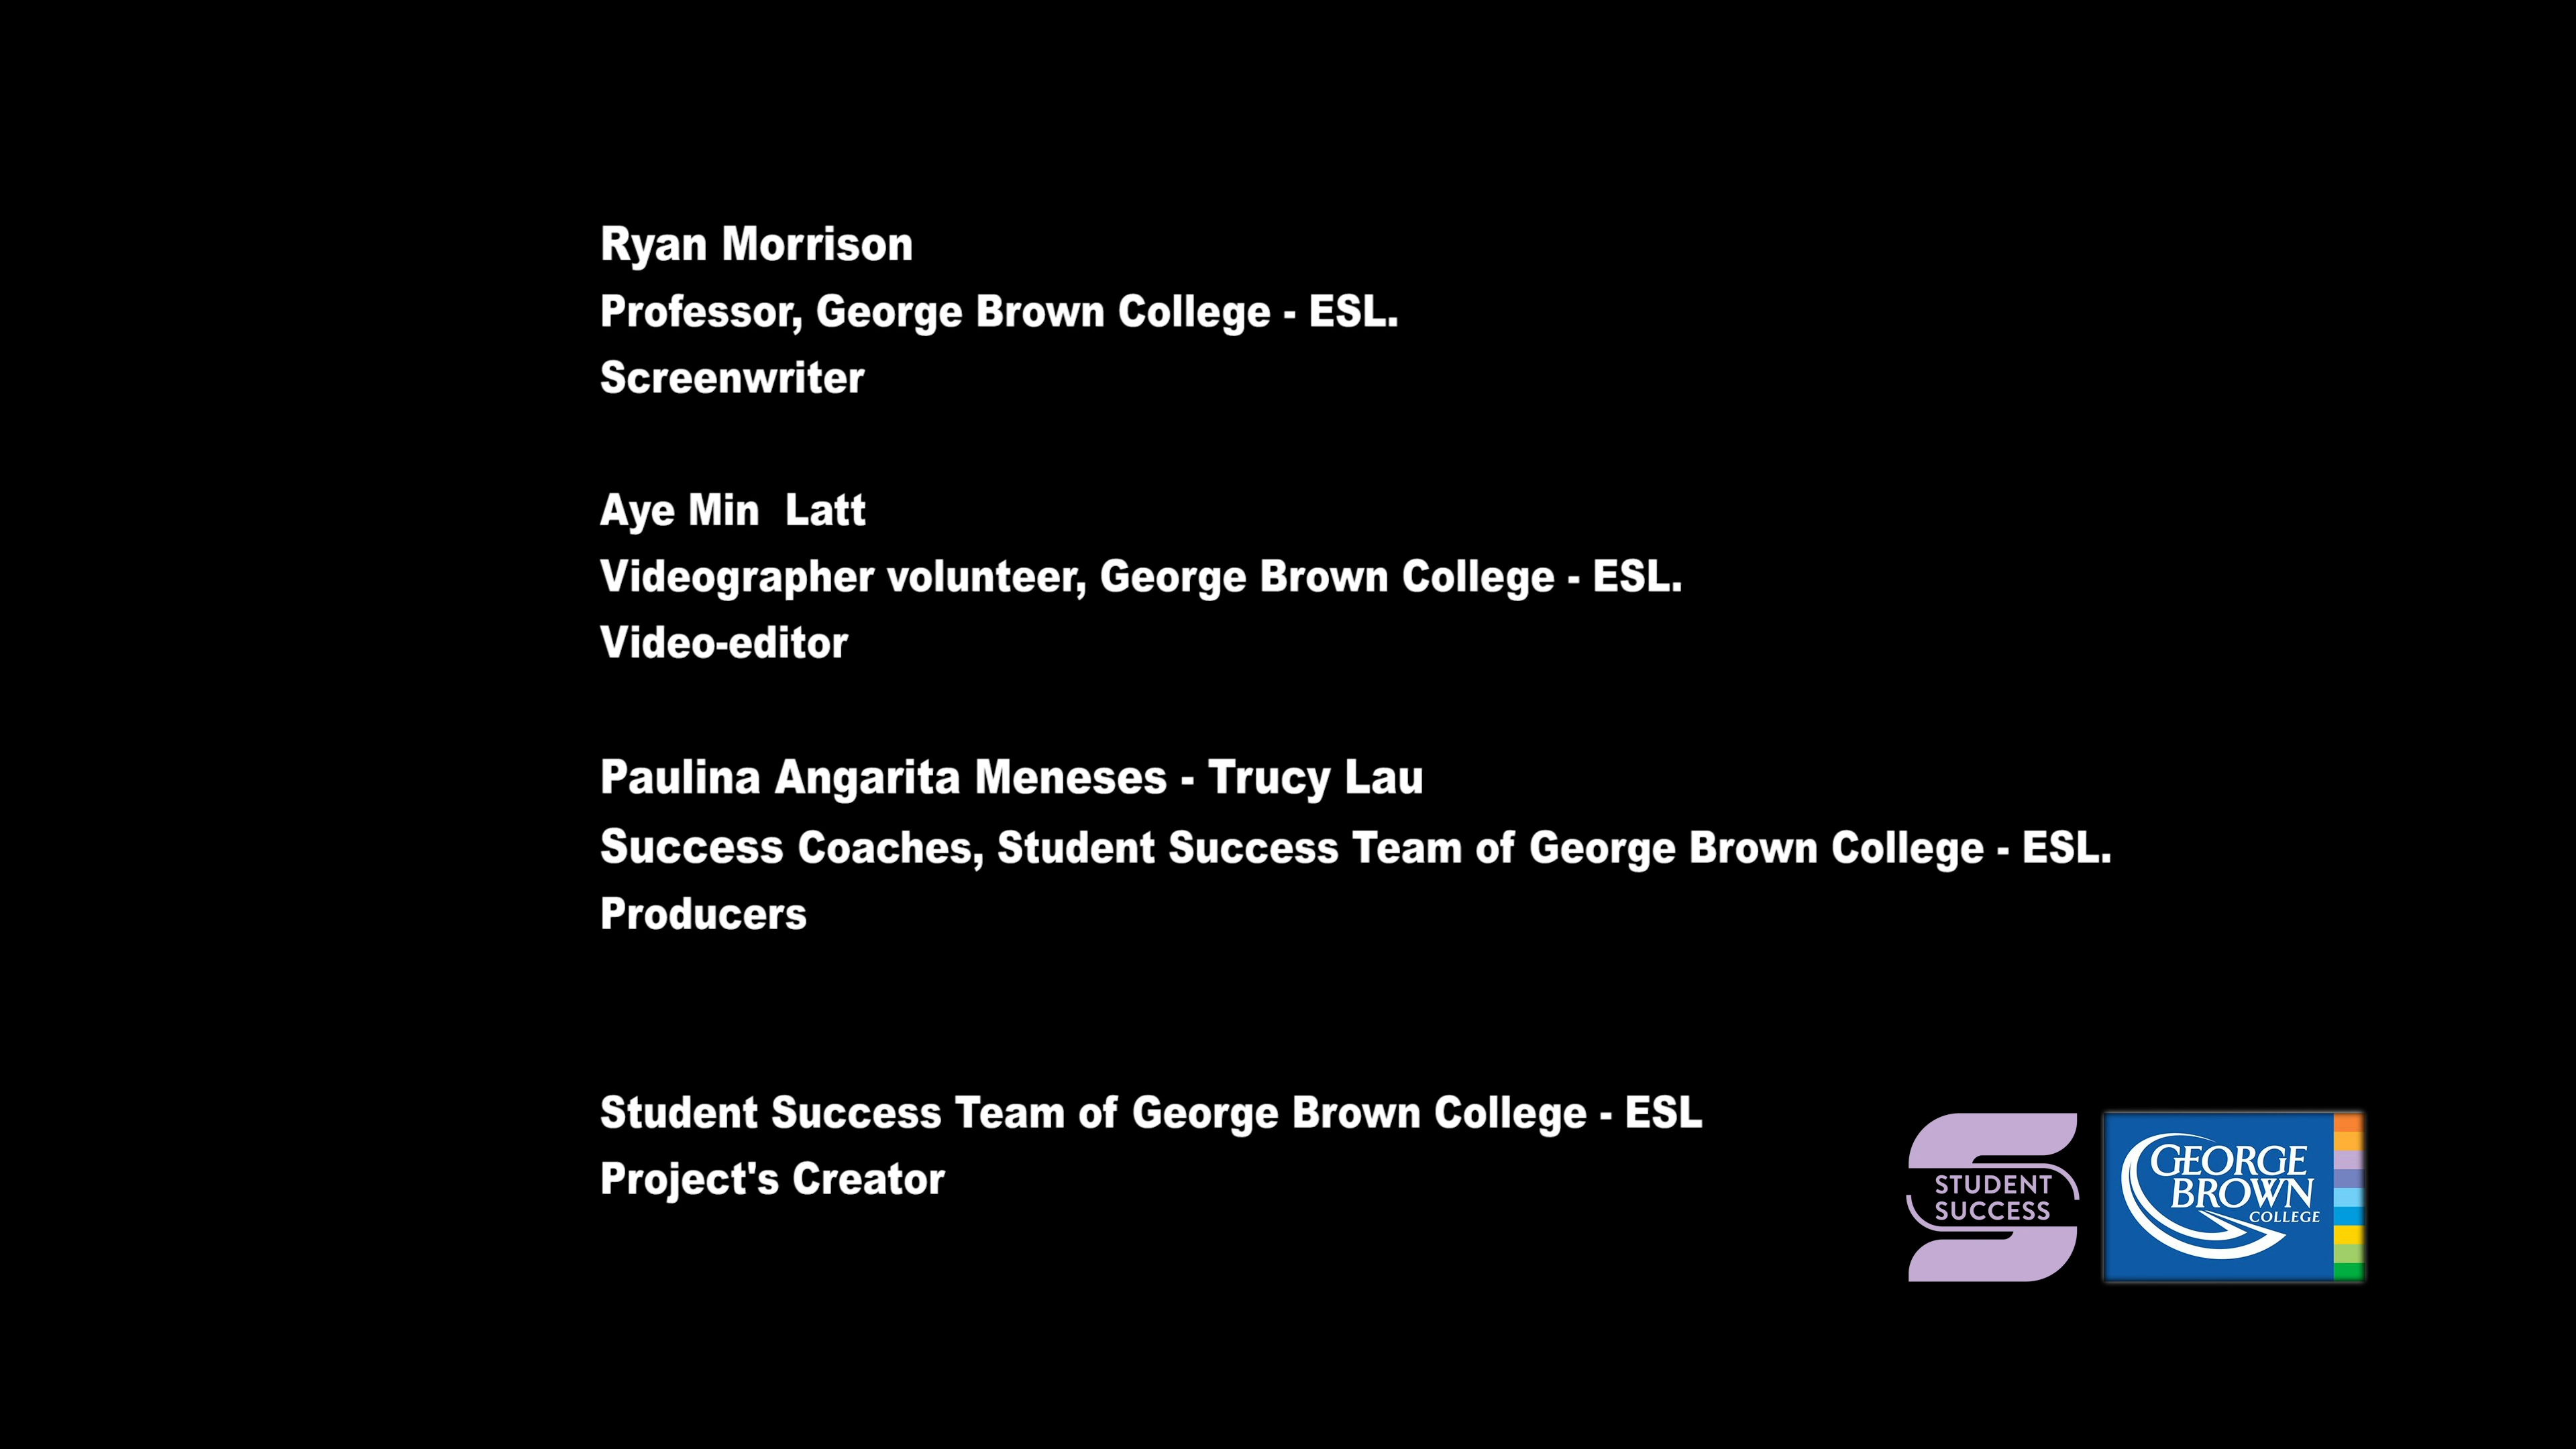 Ryan Morrison
Professor, George Brown College - ESL.
Screenwriter
Aye Min  Latt
Videographer volunteer, George Brown College - ESL.
Video-editor
Paulina Angarita Meneses - Trucy Lau
Success Coaches, Student Success Team of George Brown College - ESL.
Producers
Student Success Team of George Brown College - ESL
Project's Creator
STUDENT
SUCCESS
GEORGE
BROWN
COLLEGE